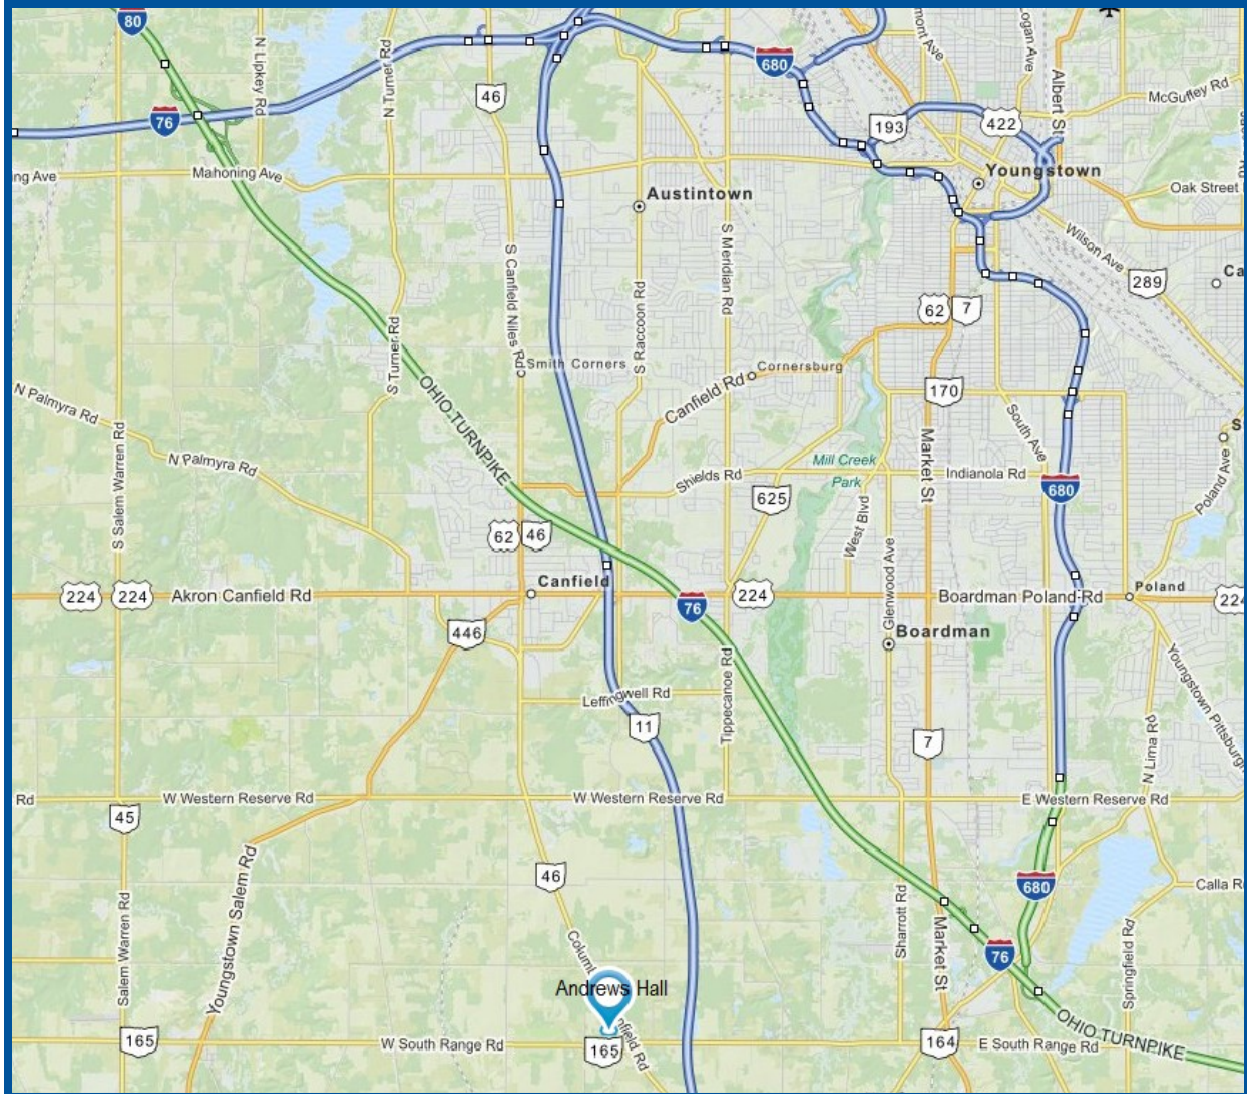 80
N Lipkey Rd
N Turner Rd
46
680
Logan Ave
Albert St
McGuffey Rd
76
193
422
Mahoning Ave
Youngstown
Oak Street
Austintown
S Canfield Niles Rd
S Meridian Rd
Wilson Ave
289
S Raccoon Rd
62
7
S Turner Rd
Smith Corners
Cornersburg
Canfield Rd
170
N Palmyra Rd
OHIO TURNPIKE
South Ave
Market St
S Salem Warren Rd
N Palmyra Rd
Shields Rd
Mill Creek
Park
Indianola Rd
680
Poland Ave
625
West Blvd
62
46
Glenwood Ave
Canfield
224
224
Akron Canfield Rd
76
224
Boardman Poland Rd
Poland
224
446
Boardman
Tippecanoe Rd
Leffingwell Rd
Youngstown Pittsburgh
11
7
N Lima Rd
Rd
W Western Reserve Rd
W Western Reserve Rd
E Western Reserve Rd
45
Youngstown Salem Rd
46
680
Calla R
Sharrott Rd
Salem Warren Rd
Market St
76
Springfield Rd
Columb
Andrews Hall
nfield Rd
165
W South Range Rd
165
164
E South Range Rd
OHIO TURNPIKE